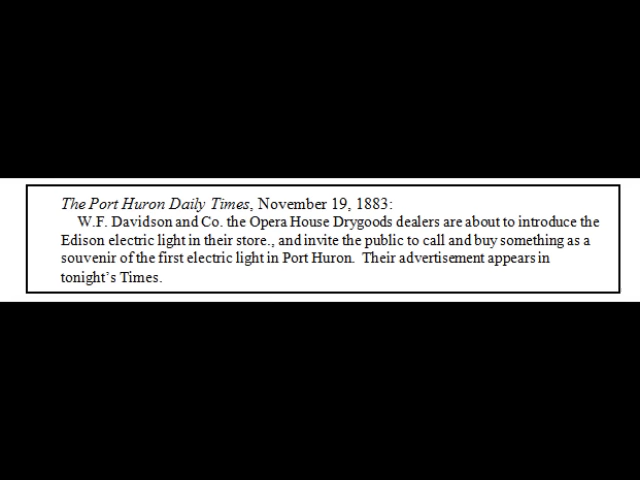 The Port Huron Daily Times, November 19, 1883:
W.F. Davidson and Co. the Opera House Drygoods dealers are about to introduce the
Edison electric light in their store., and invite the public to call and buy something as a
souvenir of the first electric light in Port Huron. Their advertisement appears in
tonight's Times.